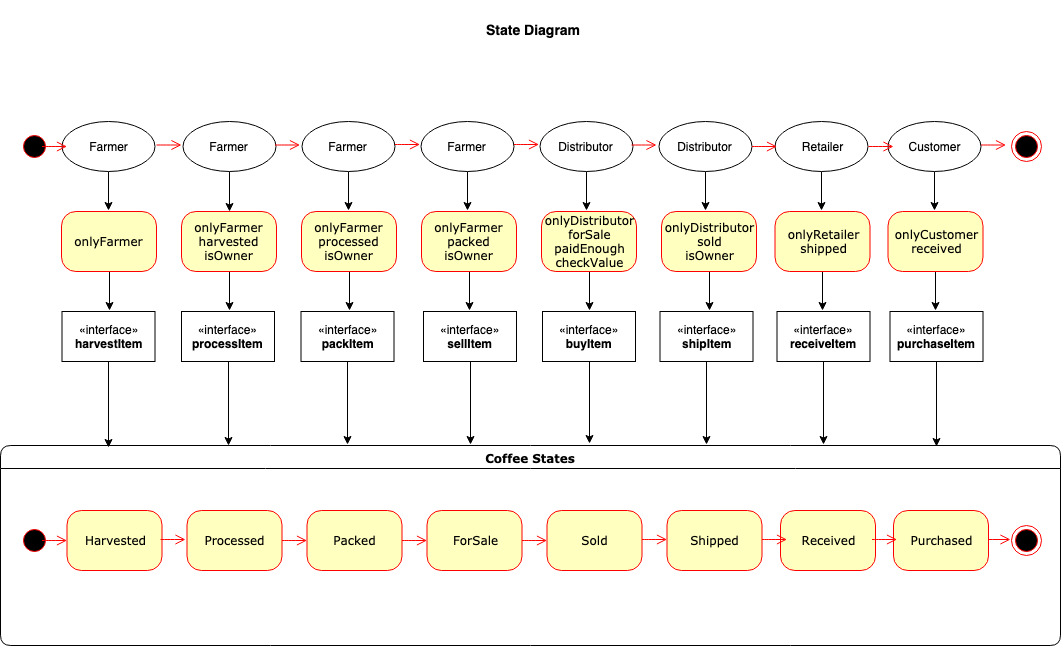 State Diagram
Farmer
Farmer
Farmer
Farmer
Distributor
Distributor
Retailer
Customer
onlyFarmer
onlyFarmer
harvested
isOwner
onlyFarmer
processed
isOwner
onlyFarmer
packed
isOwner
onlyDistributor
forSale
paidEnough
checkValue
onlyDistributor
sold
isOwner
onlyRetailer
shipped
onlyCustomer
received
«interface»
harvestItem
«interface»
processItem
«interface»
packItem
«interface»
sellItem
«interface»
buyItem
«interface»
shipItem
«interface»
receiveItem
«interface»
purchaseItem
Coffee States
Harvested
Processed
Packed
ForSale
Sold
Shipped
Received
Purchased